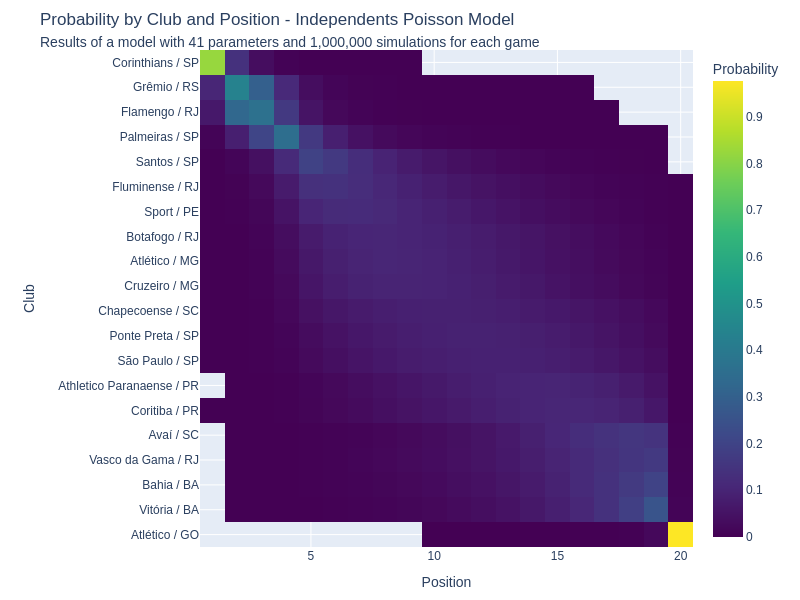 Probability by Club and Position - Independents Poisson Model
Results of a model with 41 parameters and 1,000,000 simulations for each game
Corinthians / SP
Grêmio / RS
Flamengo / RJ
Palmeiras / SP
Santos / SP
Fluminense / RJ
Sport / PE
Botafogo / RJ
Atlético / MG
Cruzeiro / MG
Chapecoense / SC
Ponte Preta / SP
São Paulo / SP
Athletico Paranaense / PR
Coritiba / PR
Avaí / SC
Vasco da Gama / RJ
Bahia / BA
Vitória / BA
Atlético / GO
Club
5
10
15
20
Position
Probability
0.9
0.8
0.7
0.6
0.5
0.4
0.3
0.2
0.1
0